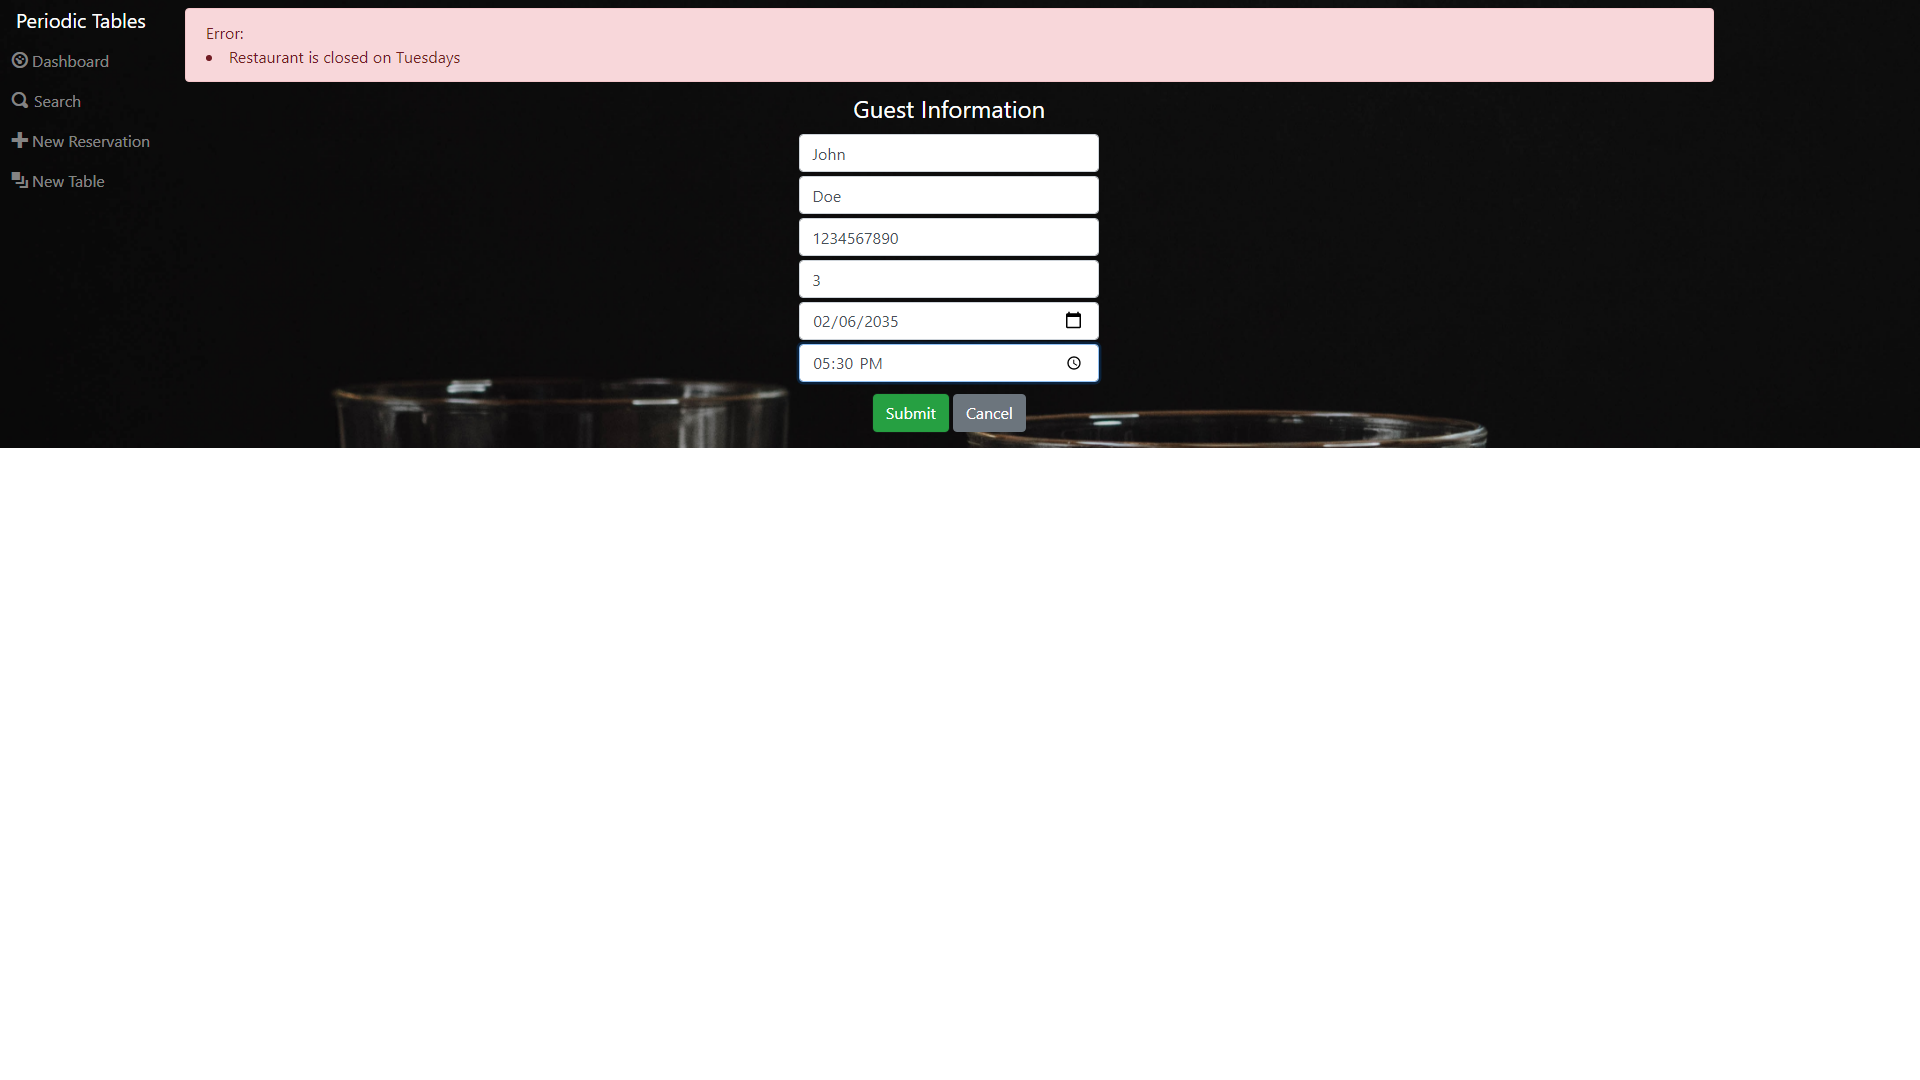 Periodic Tables
Dashboard
Search
New Reservation
New Table
Error:
Restaurant is closed on Tuesdays
Guest Information
John
Doe
1234567890
3
02/06/2035
05:30 PM
Submit
Cancel